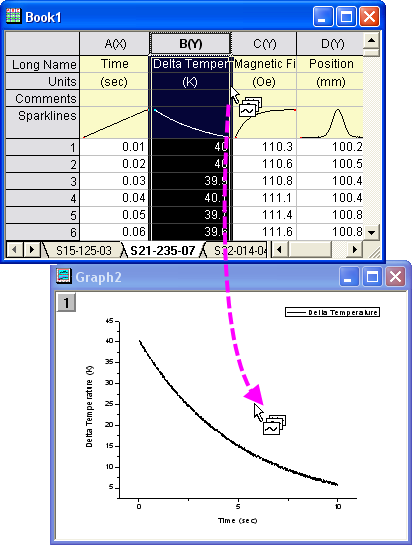 Book1
A(X) B(Y) C(Y) D(Y)
Long Name Time Delta Temper Magnetic Fi Position
Units (sec) (K) (Oe) (mm)
Comments
Sparklines
1 0.01 40 110.3 100.2
2 0.02 40 110.6 100.5
3 0.03 39.9 110.8 100.4
4 0.04 40.1 111.1 100.4
5 0.05 39.7 111.4 100.8
6 0.06 39.6 111.6 100.8
S15-125-03 S21-235-07 S32-014-04
Graph2
1
Delta Temperature
45
40
35
30
25
20
15
10
5
Delta Temperature (K)
0 5 10
Time (sec)